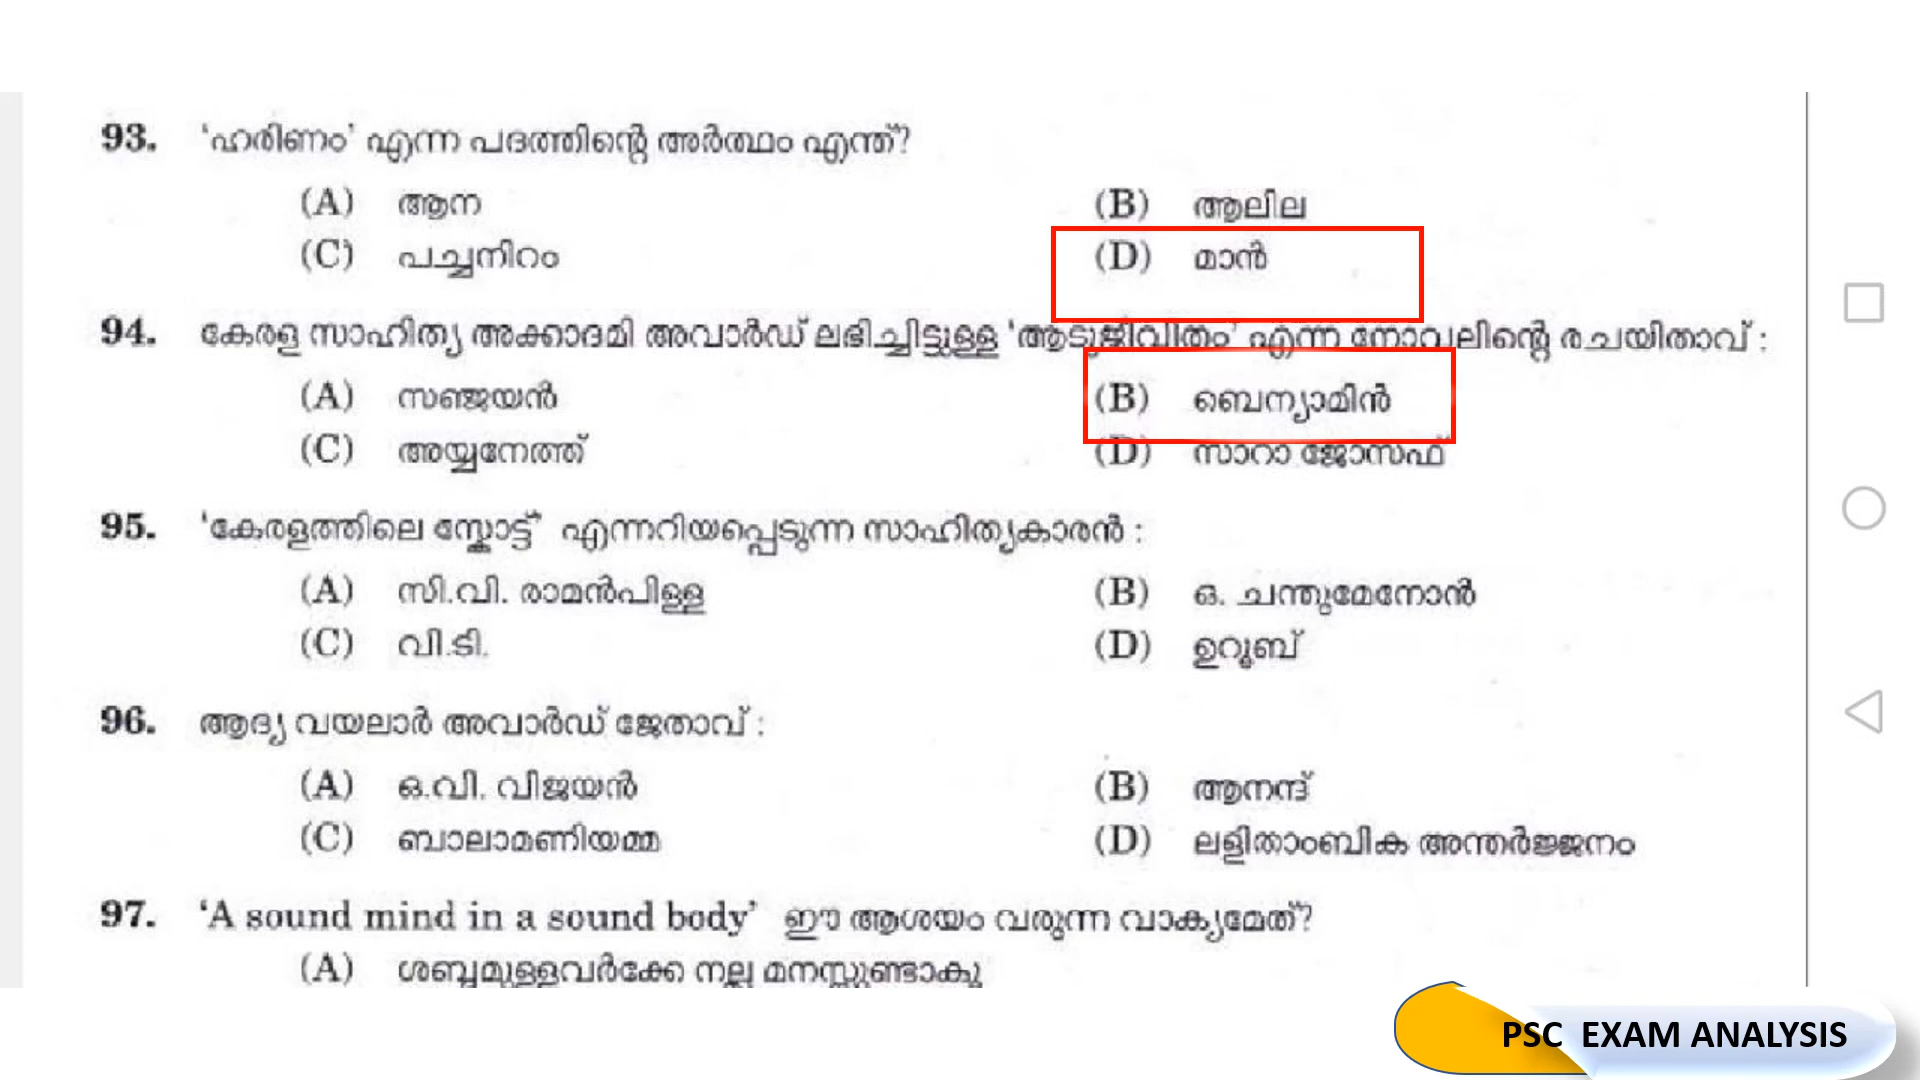 93. 'ഹരിണം' എന്ന പദത്തിന്റെ അർത്ഥം എന്ത്?
(A) ആന (B) ആലില
(C) പച്ചനിറം (D) മാൻ
94. കേരള സാഹിത്യ അക്കാദമി അവാർഡ് ലഭിച്ചിട്ടുള്ള 'ആടുജീവിതം' എന്ന നോവലിന്റെ രചയിതാവ് :
(A) സഞ്ജയൻ (B) ബെന്യാമിൻ
(C) അയ്യനേത്ത് (D) സാറാ ജോസഫ്
95. 'കേരളത്തിലെ സ്കോട്ട്' എന്നറിയപ്പെടുന്ന സാഹിത്യകാരൻ :
(A) സി.വി. രാമൻപിള്ള (B) ഒ. ചന്തുമേനോൻ
(C) വി.ടി. (D) ഉറൂബ്
96. ആദ്യ വയലാർ അവാർഡ് ജേതാവ് :
(A) ഒ.വി. വിജയൻ (B) ആനന്ദ്
(C) ബാലാമണിയമ്മ (D) ലളിതാംബിക അന്തർജ്ജനം
97. 'A sound mind in a sound body' ഈ ആശയം വരുന്ന വാക്യമേത്?
(A) ശബ്ദമുള്ളവർക്കേ നല്ല മനസ്സുണ്ടാകൂ
PSC EXAM ANALYSIS